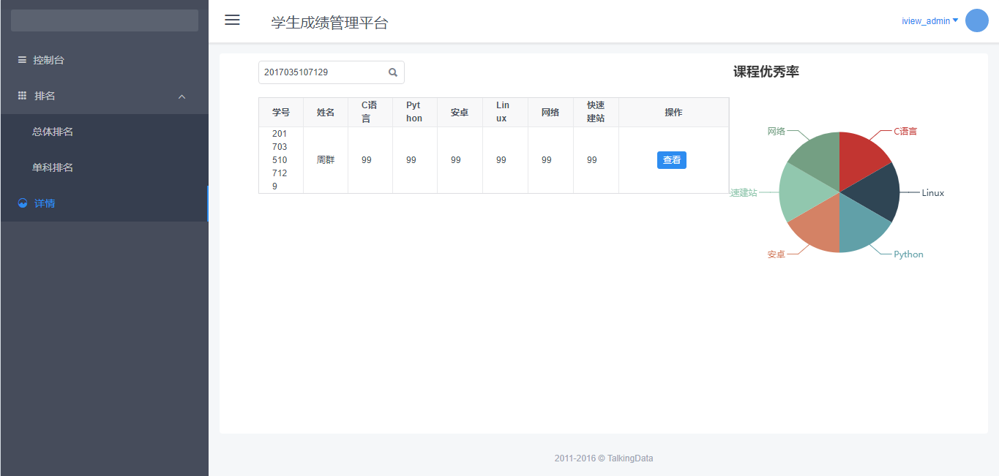 学生成绩管理平台
iview_admin
控制台
排名
总体排名
单科排名
详情
2017035107129
课程优秀率
学号 姓名 C语言 Python 安卓 Linux 网络 快速建站 操作
2017035107129 周群 99 99 99 99 99 99 查看
网络
C语言
速建站
Linux
安卓
Python
2011-2016 © TalkingData